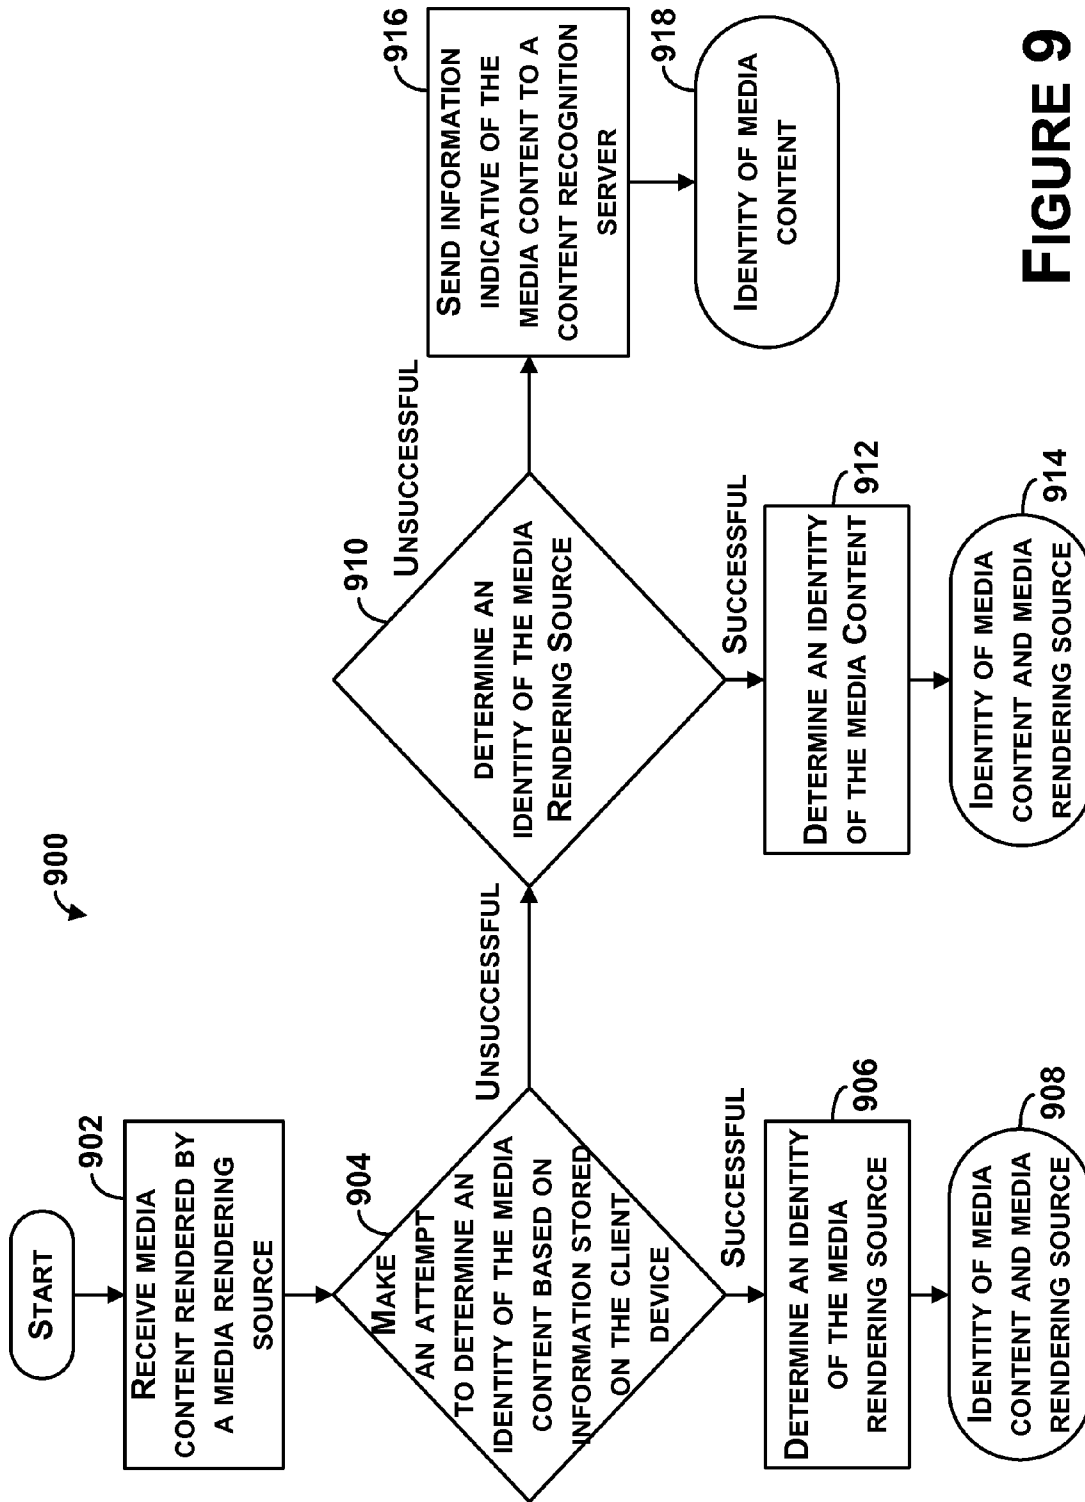 900
START
902
RECEIVE MEDIA
CONTENT RENDERED BY
A MEDIA RENDERING
SOURCE
904
MAKE
AN ATTEMPT
TO DETERMINE AN
IDENTITY OF THE MEDIA
CONTENT BASED ON
INFORMATION STORED
ON THE CLIENT
DEVICE
SUCCESSFUL
906
DETERMINE AN IDENTITY
OF THE MEDIA
RENDERING SOURCE
908
IDENTITY OF MEDIA
CONTENT AND MEDIA
RENDERING SOURCE
UNSUCCESSFUL
910
DETERMINE AN
IDENTITY OF THE MEDIA
RENDERING SOURCE
SUCCESSFUL
912
DETERMINE AN IDENTITY
OF THE MEDIA CONTENT
914
IDENTITY OF MEDIA
CONTENT AND MEDIA
RENDERING SOURCE
UNSUCCESSFUL
916
SEND INFORMATION
INDICATIVE OF THE
MEDIA CONTENT TO A
CONTENT RECOGNITION
SERVER
918
IDENTITY OF MEDIA
CONTENT
FIGURE 9